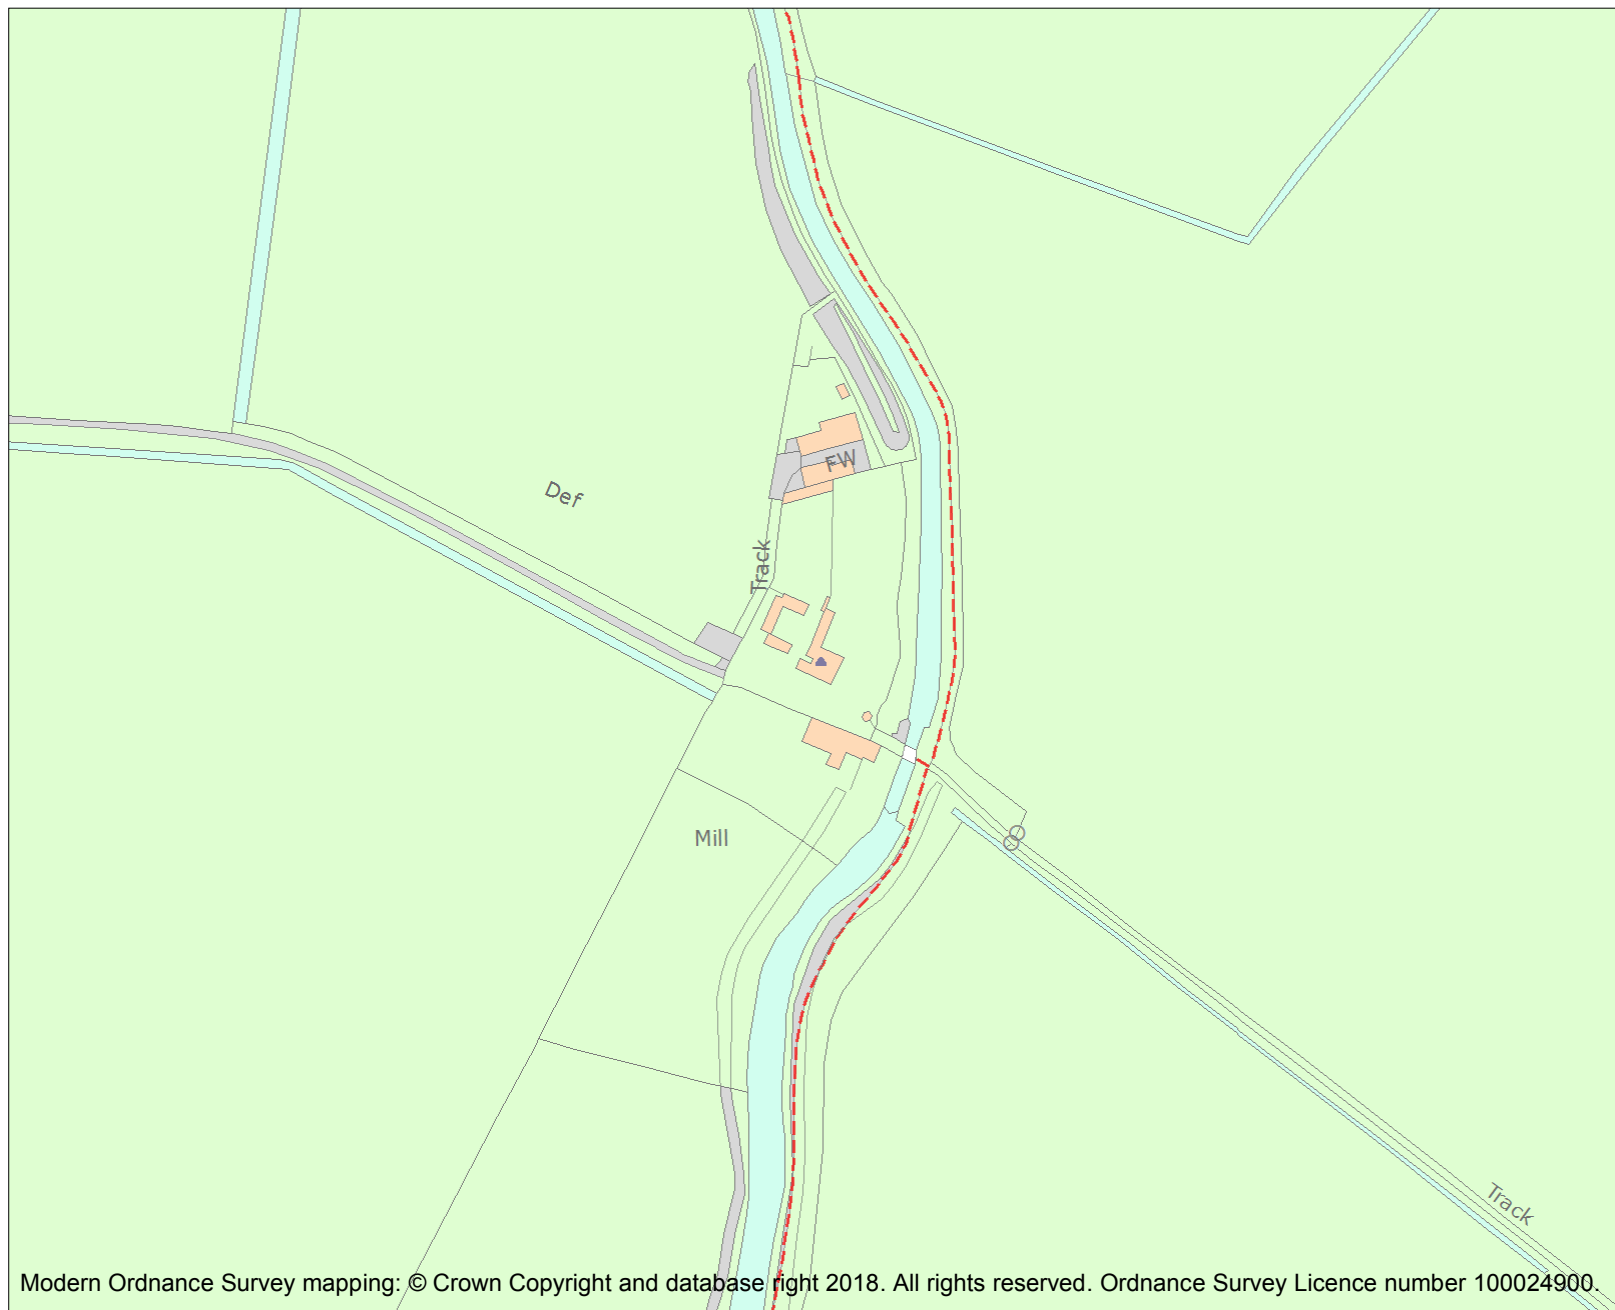 FW
Def
Track
Mill
Track
Modern Ordnance Survey mapping: © Crown Copyright and database right 2018. All rights reserved. Ordnance Survey Licence number 100024900.